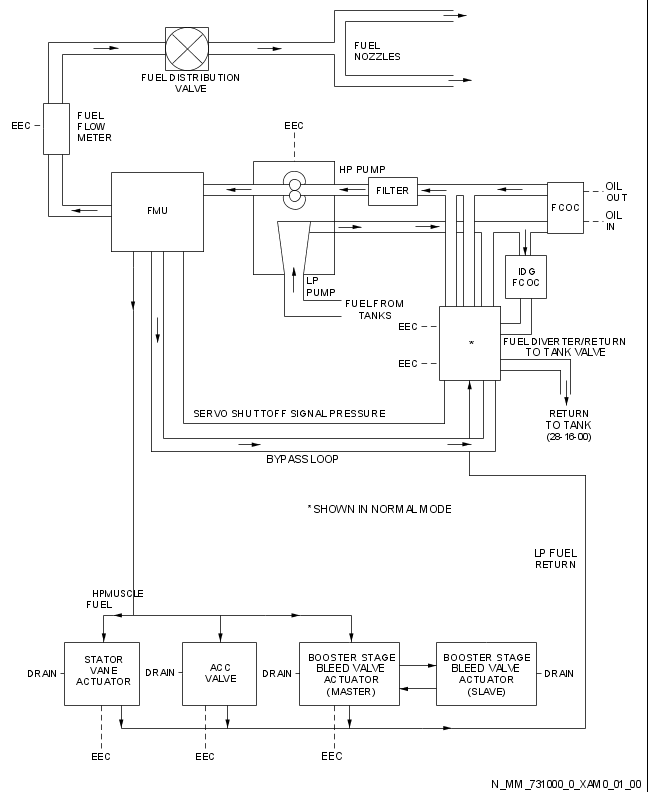 FUEL
NOZZLES
FUEL DISTRIBUTION
VALVE
EEC
FUEL
FLOW
METER
EEC
HP PUMP
FMU
FILTER
FCOC
OIL
OUT
OIL
IN
IDG
FCOC
LP
PUMP
FUEL FROM
TANKS
EEC
EEC
*
FUEL DIVERTER/RETURN
TO TANK VALVE
SERVO SHUTTOFF SIGNAL PRESSURE
RETURN
TO TANK
(28-16-00)
BYPASS LOOP
* SHOWN IN NORMAL MODE
LP FUEL
RETURN
HP MUSCLE
FUEL
DRAIN
STATOR
VANE
ACTUATOR
DRAIN
ACC
VALVE
DRAIN
BOOSTER STAGE
BLEED VALVE
ACTUATOR
(MASTER)
BOOSTER STAGE
BLEED VALVE
ACTUATOR
(SLAVE)
DRAIN
EEC
EEC
EEC
N_MM_731000_0_XAM0_01_00